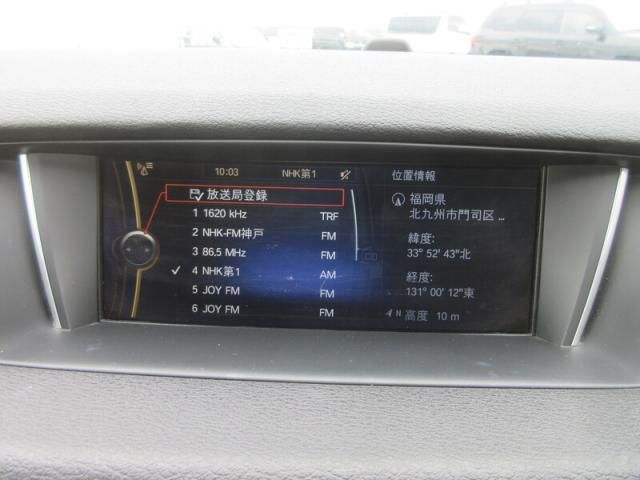 10:03 NHK第1 位置情報
放送局登録
1 1620 kHz TRF
2 NHK-FM神戸 FM
3 86.5 MHz FM
4 NHK第1 AM
5 JOY FM FM
6 JOY FM FM
福岡県
北九州市門司区 ...
緯度:
33° 52' 43"北
経度:
131° 00' 12"東
N 高度 10 m
CD